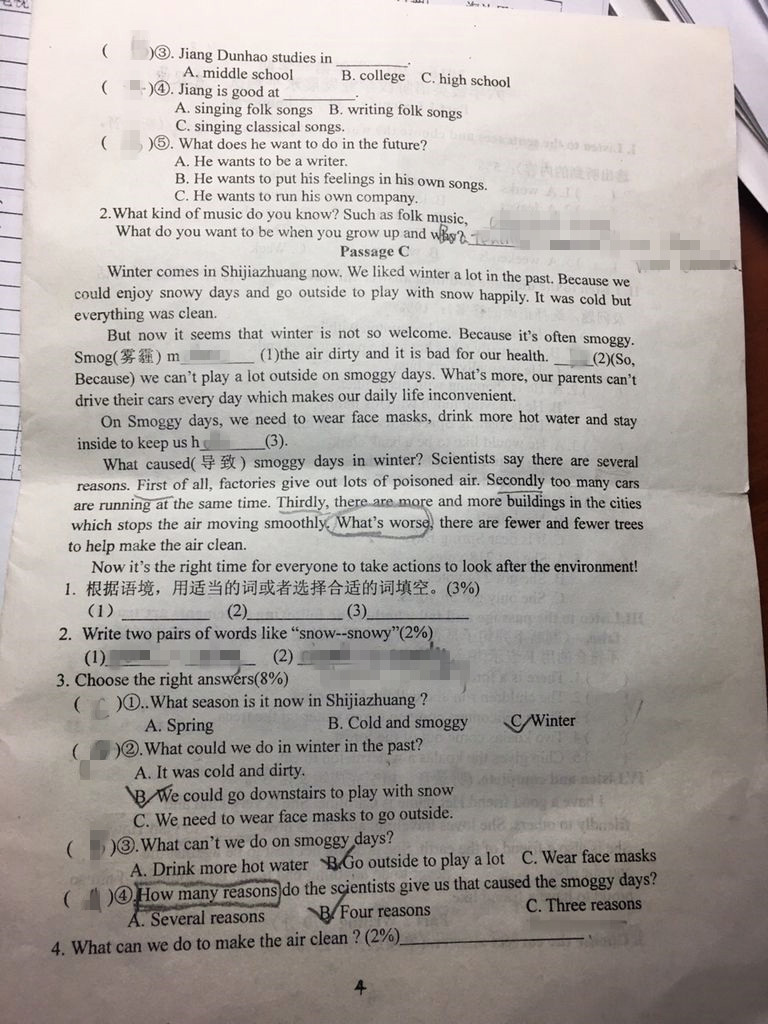 ( )③. Jiang Dunhao studies in ________.
A. middle school B. college C. high school
( )④. Jiang is good at ________.
A. singing folk songs B. writing folk songs
C. singing classical songs.
( )⑤. What does he want to do in the future?
A. He wants to be a writer.
B. He wants to put his feelings in his own songs.
C. He wants to run his own company.
2.What kind of music do you know? Such as folk music,
What do you want to be when you grow up and why?
Passage C
Winter comes in Shijiazhuang now. We liked winter a lot in the past. Because we
could enjoy snowy days and go outside to play with snow happily. It was cold but
everything was clean.
But now it seems that winter is not so welcome. Because it's often smoggy.
Smog(雾霾) m________ (1)the air dirty and it is bad for our health. ____(2)(So,
Because) we can't play a lot outside on smoggy days. What's more, our parents can't
drive their cars every day which makes our daily life inconvenient.
On Smoggy days, we need to wear face masks, drink more hot water and stay
inside to keep us h________(3).
What caused(导致) smoggy days in winter? Scientists say there are several
reasons. First of all, factories give out lots of poisoned air. Secondly too many cars
are running at the same time. Thirdly, there are more and more buildings in the cities
which stops the air moving smoothly. What's worse, there are fewer and fewer trees
to help make the air clean.
Now it's the right time for everyone to take actions to look after the environment!
1. 根据语境，用适当的词或者选择合适的词填空。(3%)
(1) ________ (2)________ (3)________
2. Write two pairs of words like “snow--snowy”(2%)
(1)________ (2) ________
3. Choose the right answers(8%)
( )①..What season is it now in Shijiazhuang ?
A. Spring B. Cold and smoggy C. Winter
( )②.What could we do in winter in the past?
A. It was cold and dirty.
B. We could go downstairs to play with snow
C. We need to wear face masks to go outside.
( )③.What can't we do on smoggy days?
A. Drink more hot water B. Go outside to play a lot C. Wear face masks
( )④.How many reasons do the scientists give us that caused the smoggy days?
A. Several reasons B. Four reasons C. Three reasons
4. What can we do to make the air clean ? (2%)________
4